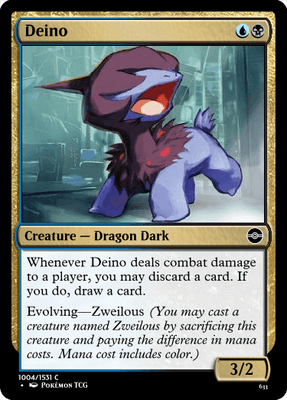 Deino
Creature — Dragon Dark
Whenever Deino deals combat damage
to a player, you may discard a card. If
you do, draw a card.
Evolving—Zweilous (You may cast a
creature named Zweilous by sacrificing this
creature and paying the difference in mana
costs. Mana cost includes color.)
3/2
1004/1531 C
• Pokémon TCG
633